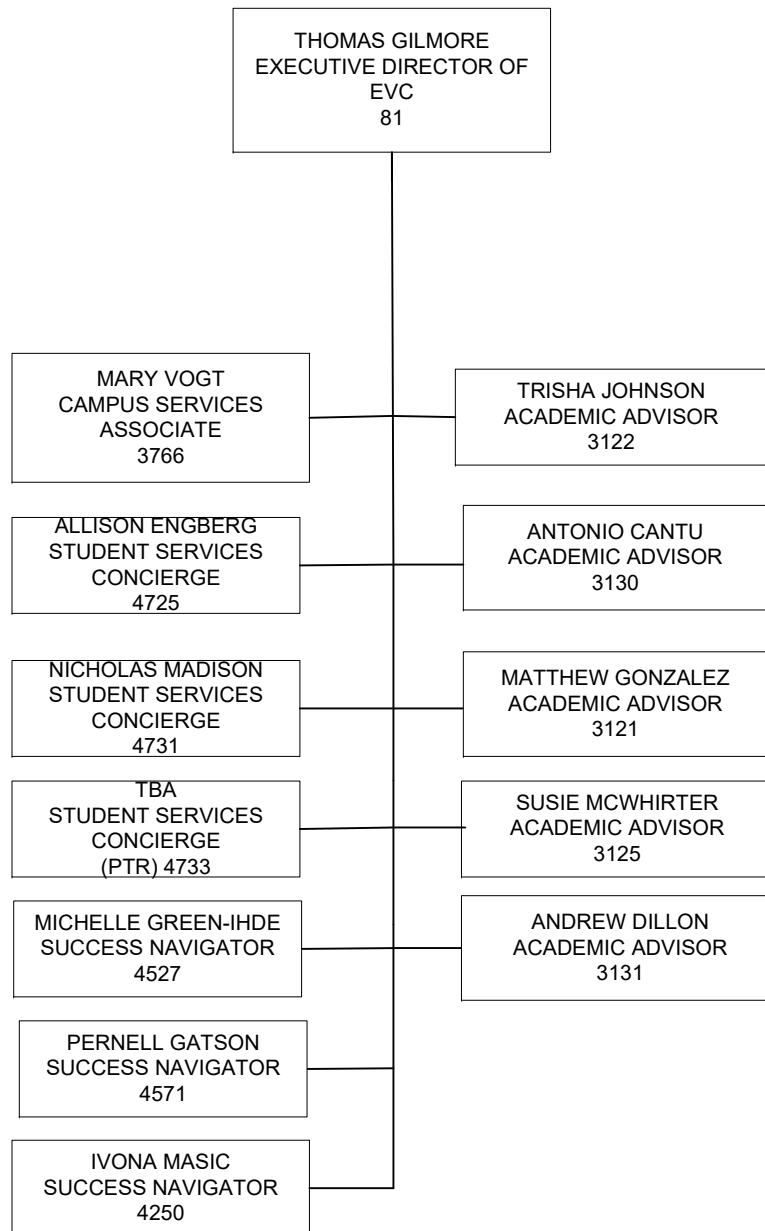 THOMAS GILMORE
EXECUTIVE DIRECTOR OF
EVC
81
MARY VOGT
CAMPUS SERVICES
ASSOCIATE
3766
TRISHA JOHNSON
ACADEMIC ADVISOR
3122
ALLISON ENGBERG
STUDENT SERVICES
CONCIERGE
4725
ANTONIO CANTU
ACADEMIC ADVISOR
3130
NICHOLAS MADISON
STUDENT SERVICES
CONCIERGE
4731
MATTHEW GONZALEZ
ACADEMIC ADVISOR
3121
TBA
STUDENT SERVICES
CONCIERGE
(PTR) 4733
SUSIE MCWHIRTER
ACADEMIC ADVISOR
3125
MICHELLE GREEN-IHDE
SUCCESS NAVIGATOR
4527
ANDREW DILLON
ACADEMIC ADVISOR
3131
PERNELL GATSON
SUCCESS NAVIGATOR
4571
IVONA MASIC
SUCCESS NAVIGATOR
4250